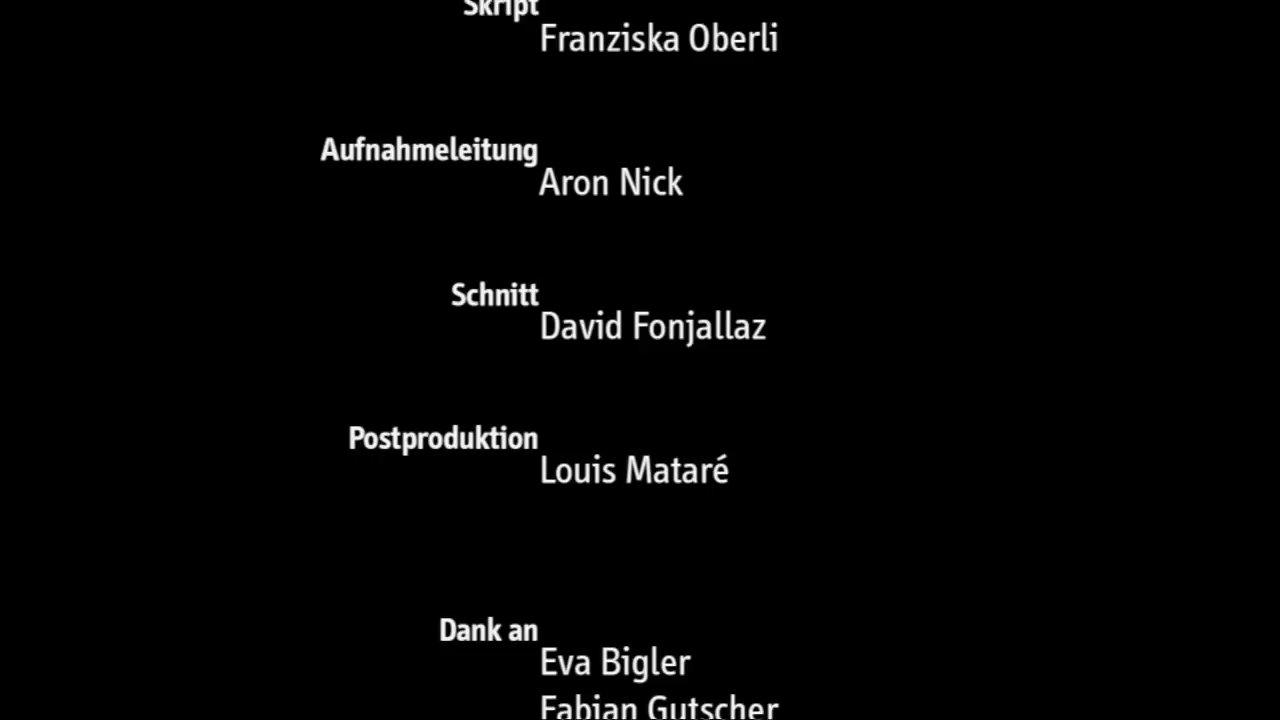 Skript
Franziska Oberli
Aufnahmeleitung
Aron Nick
Schnitt
David Fonjallaz
Postproduktion
Louis Mataré
Dank an
Eva Bigler
Fabian Gutscher